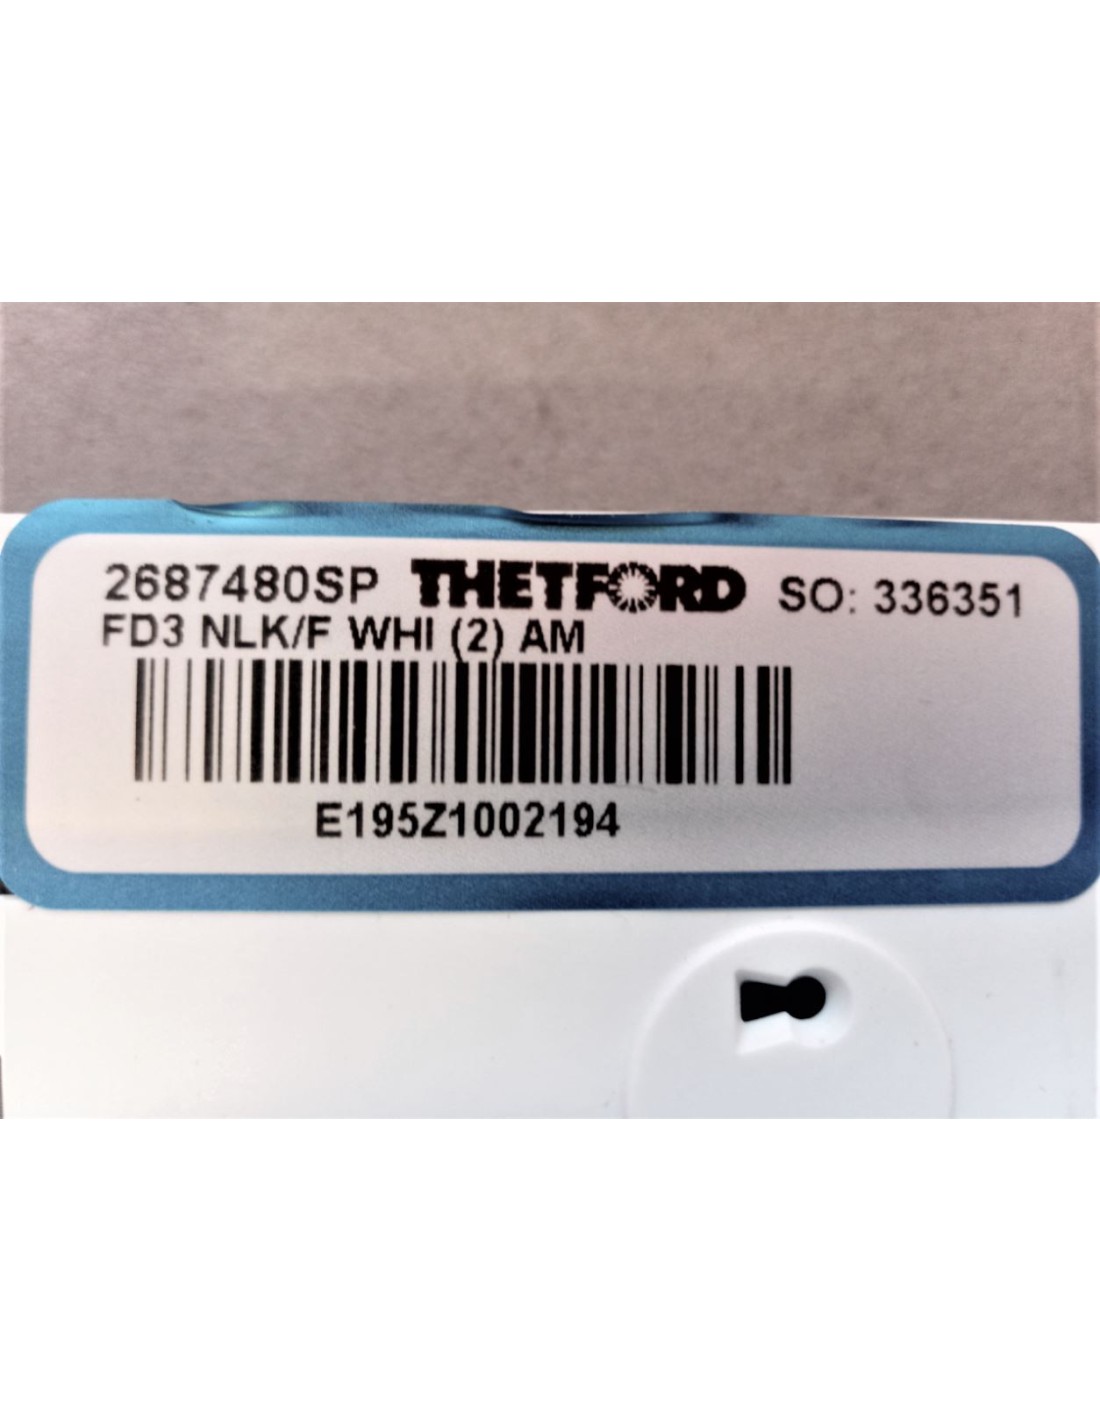 2687480SP THETFORD SO: 336351
FD3 NLK/F WHI (2) AM
E195Z1002194